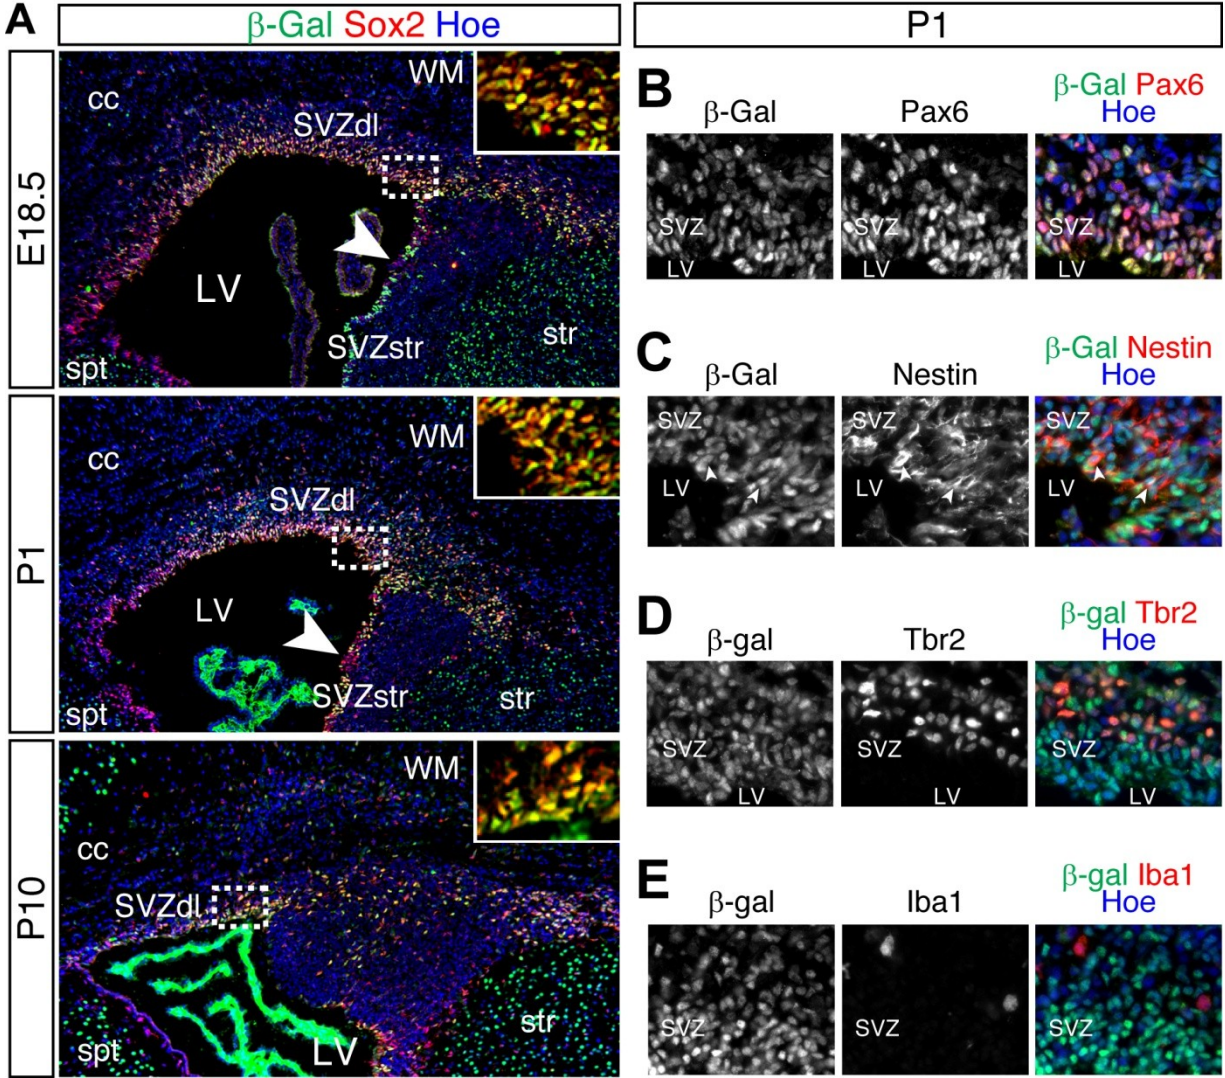 A
β-Gal Sox2 Hoe
E18.5
cc
WM
SVZdl
LV
SVZstr
str
spt
P1
cc
WM
SVZdl
LV
SVZstr
str
spt
P10
cc
WM
SVZdl
LV
str
spt
P1
B
β-Gal
Pax6
β-Gal Pax6
Hoe
SVZ
LV
SVZ
LV
SVZ
LV
C
β-Gal
Nestin
β-Gal Nestin
Hoe
SVZ
LV
SVZ
LV
SVZ
LV
D
β-gal
Tbr2
β-gal Tbr2
Hoe
SVZ
LV
SVZ
LV
SVZ
LV
E
β-gal
Iba1
β-gal Iba1
Hoe
SVZ
SVZ
SVZ